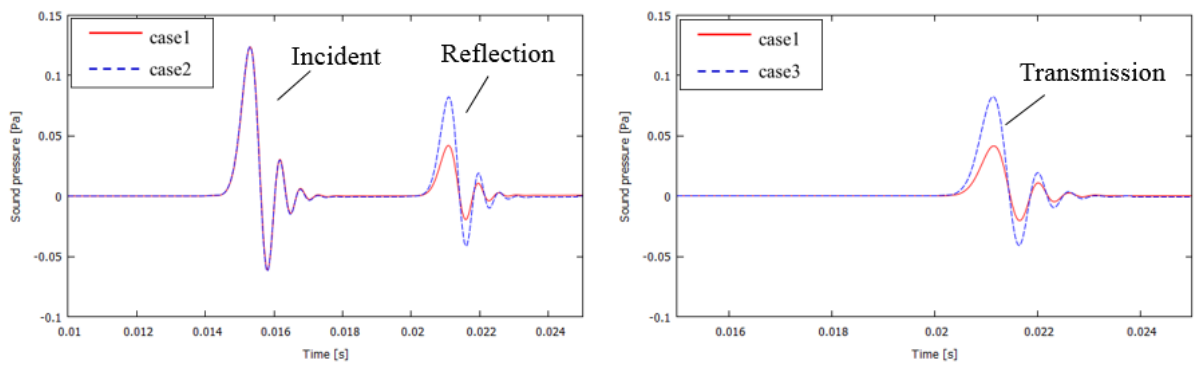 0.15
0.1
0.05
0
-0.05
-0.1
Sound pressure [Pa]
case1
case2
Incident
Reflection
0.01 0.012 0.014 0.016 0.018 0.02 0.022 0.024
Time [s]
0.15
0.1
0.05
0
-0.05
-0.1
Sound pressure [Pa]
case1
case3
Transmission
0.016 0.018 0.02 0.022 0.024
Time [s]